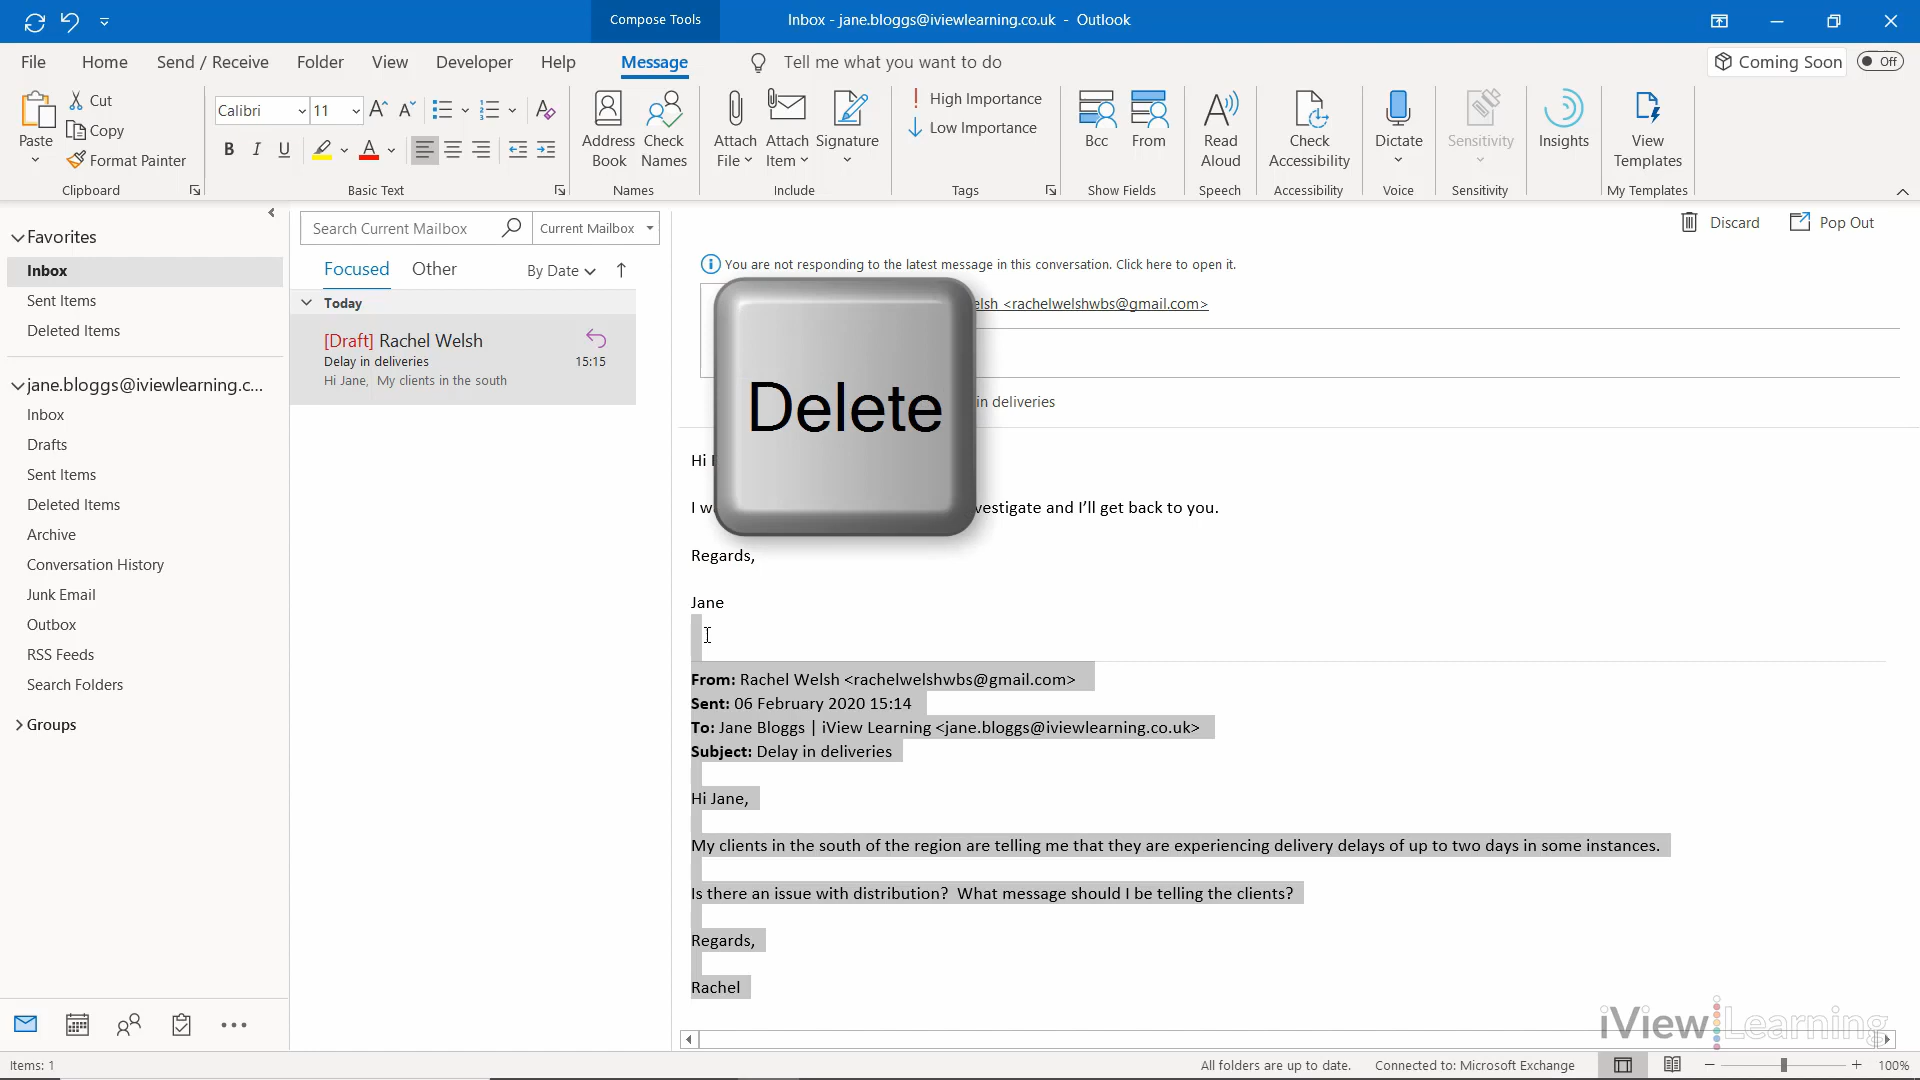 Compose Tools
Inbox - jane.bloggs@iviewlearning.co.uk - Outlook
File Home Send / Receive Folder View Developer Help Message Tell me what you want to do Coming Soon Off
Paste
Cut
Copy
Format Painter
Clipboard
Calibri 11
B I U
Basic Text
Address Book
Check Names
Names
Attach File
Attach Item
Signature
Include
High Importance
Low Importance
Tags
Bcc
From
Show Fields
Read Aloud
Speech
Check Accessibility
Accessibility
Dictate
Voice
Sensitivity
Sensitivity
Insights
View Templates
My Templates
Favorites
Inbox
Sent Items
Deleted Items
jane.bloggs@iviewlearning.c...
Inbox
Drafts
Sent Items
Deleted Items
Archive
Conversation History
Junk Email
Outbox
RSS Feeds
Search Folders
Groups
Search Current Mailbox
Current Mailbox
Focused Other By Date
Today
[Draft] Rachel Welsh
Delay in deliveries 15:15
Hi Jane, My clients in the south
Discard Pop Out
You are not responding to the latest message in this conversation. Click here to open it.
<rachelwelshwbs@gmail.com>
Delete
in deliveries
Hi
I
and I’ll get back to you.
Regards,
Jane
From: Rachel Welsh <rachelwelshwbs@gmail.com>
Sent: 06 February 2020 15:14
To: Jane Bloggs | iView Learning <jane.bloggs@iviewlearning.co.uk>
Subject: Delay in deliveries
Hi Jane,
My clients in the south of the region are telling me that they are experiencing delivery delays of up to two days in some instances.
Is there an issue with distribution? What message should I be telling the clients?
Regards,
Rachel
iView Learning
Items: 1
All folders are up to date. Connected to: Microsoft Exchange 100%